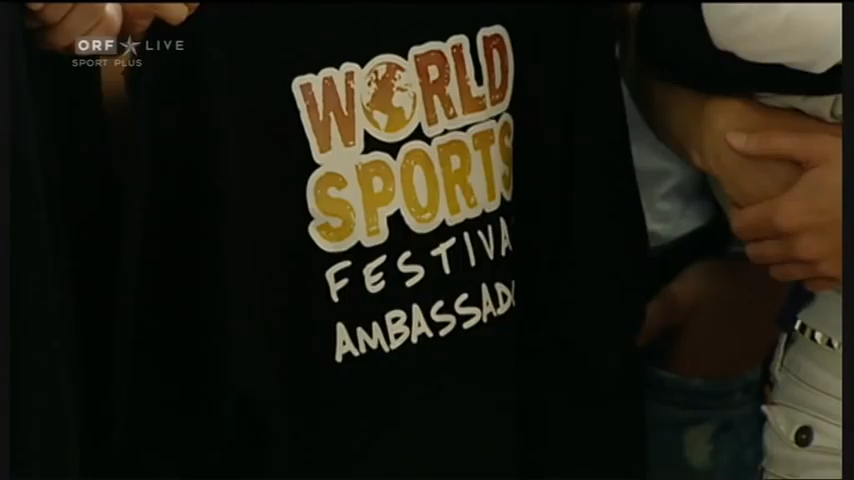 ORF LIVE
SPORT PLUS
WORLD
SPORTS
FESTIVA
AMBASSAD